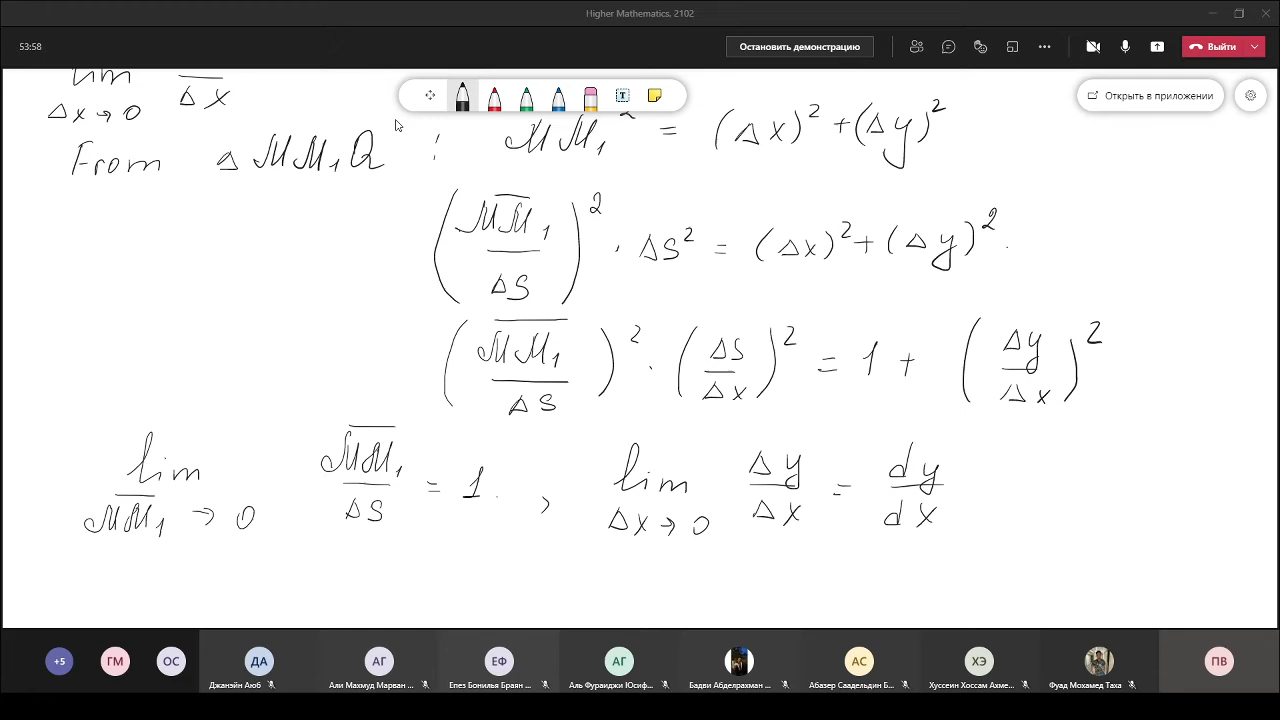 Higher Mathematics, 2102
53:58
Остановить демонстрацию
Выйти
Открыть в приложении
lim Δx→0 /Δx
From Δ MM₁Q : MM₁² = (Δx)² + (Δy)²
(MM₁/ΔS)² · ΔS² = (Δx)² + (Δy)².
(MM₁/ΔS)² · (ΔS/Δx)² = 1 + (Δy/Δx)²
lim MM₁→0 MM₁/ΔS = 1. , lim Δx→0 Δy/Δx = dy/dx
+5 ГМ ОС ДА АГ ЕФ АГ АС ХЭ ПВ
Джанэйн Аюб Али Махмуд Марван ... Епез Бонилья Браян ... Аль Фураиджи Юсиф... Бадви Абделрахман ... Абазер Саадельдин Б... Хуссеин Хоссам Ахме... Фуад Мохамед Таха